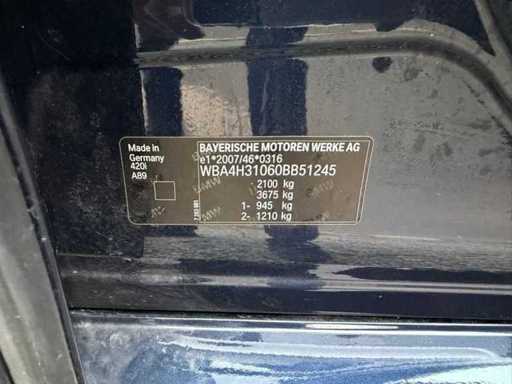 Made in
Germany
420i
A89
BAYERISCHE MOTOREN WERKE AG
e1*2007/46*0316
WBA4H31060BB51245
2100 kg
3675 kg
1- 945 kg
2- 1210 kg